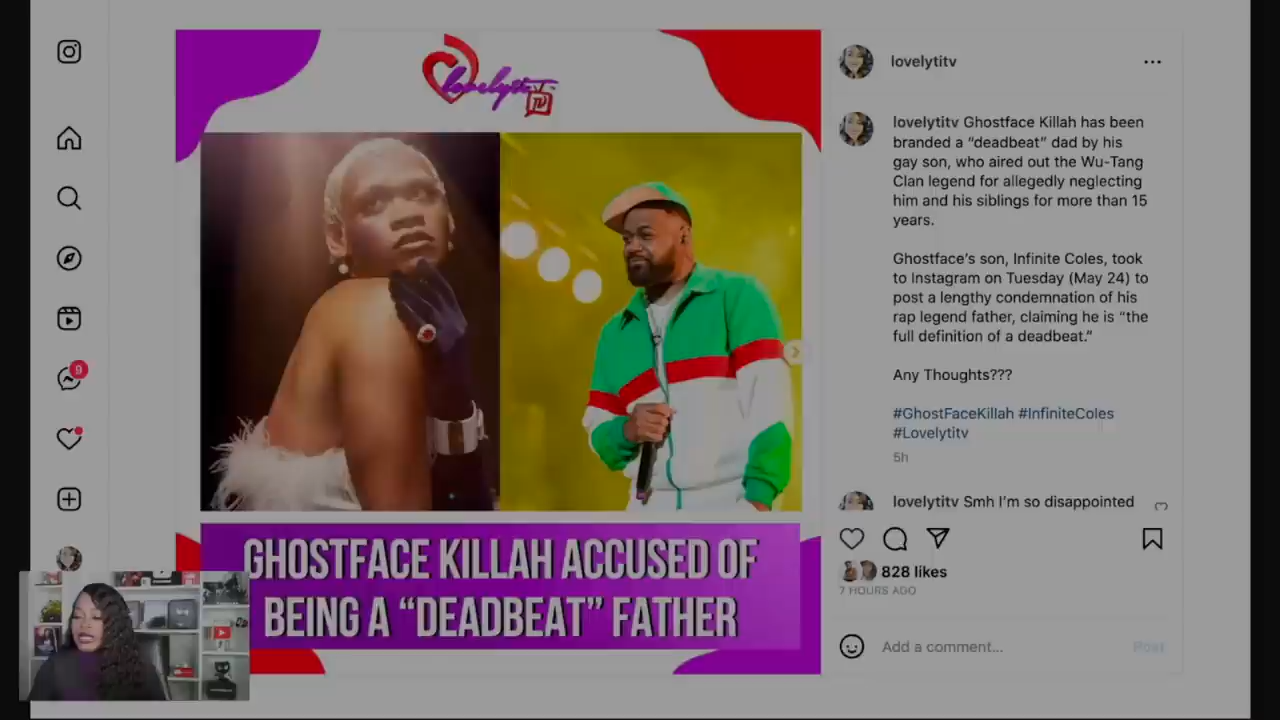 lovelytitv
TV
lovelytitv
lovelytitv Ghostface Killah has been
branded a “deadbeat” dad by his
gay son, who aired out the Wu-Tang
Clan legend for allegedly neglecting
him and his siblings for more than 15
years.
Ghostface’s son, Infinite Coles, took
to Instagram on Tuesday (May 24) to
post a lengthy condemnation of his
rap legend father, claiming he is “the
full definition of a deadbeat.”
Any Thoughts???
#GhostFaceKillah #InfiniteColes
#Lovelytitv
5h
9
lovelytitv Smh I’m so disappointed
828 likes
7 HOURS AGO
Add a comment...
Post
GHOSTFACE KILLAH ACCUSED OF
BEING A “DEADBEAT” FATHER